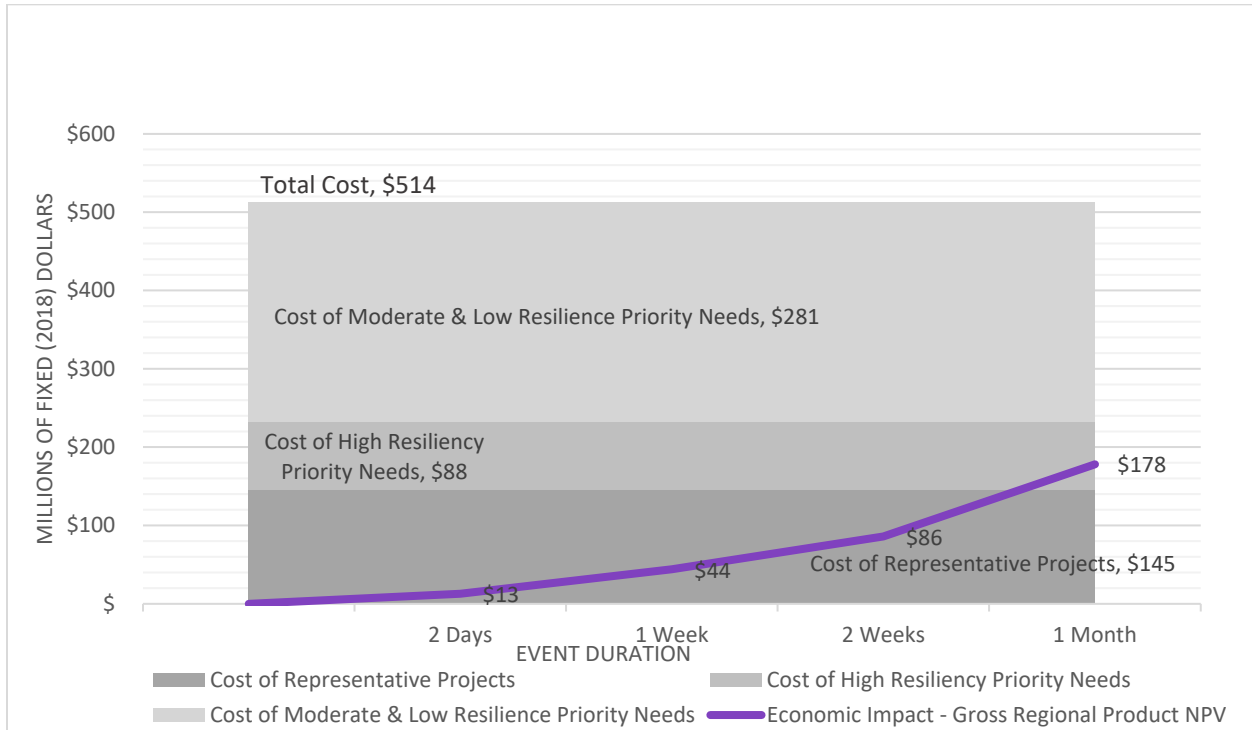 MILLIONS OF FIXED (2018) DOLLARS
$600
$500
$400
$300
$200
$100
$
Total Cost, $514
Cost of Moderate & Low Resilience Priority Needs, $281
Cost of High Resiliency
Priority Needs, $88
Cost of Representative Projects, $145
$13
$44
$86
$178
2 Days
1 Week
2 Weeks
1 Month
EVENT DURATION
Cost of Representative Projects
Cost of High Resiliency Priority Needs
Cost of Moderate & Low Resilience Priority Needs
Economic Impact - Gross Regional Product NPV